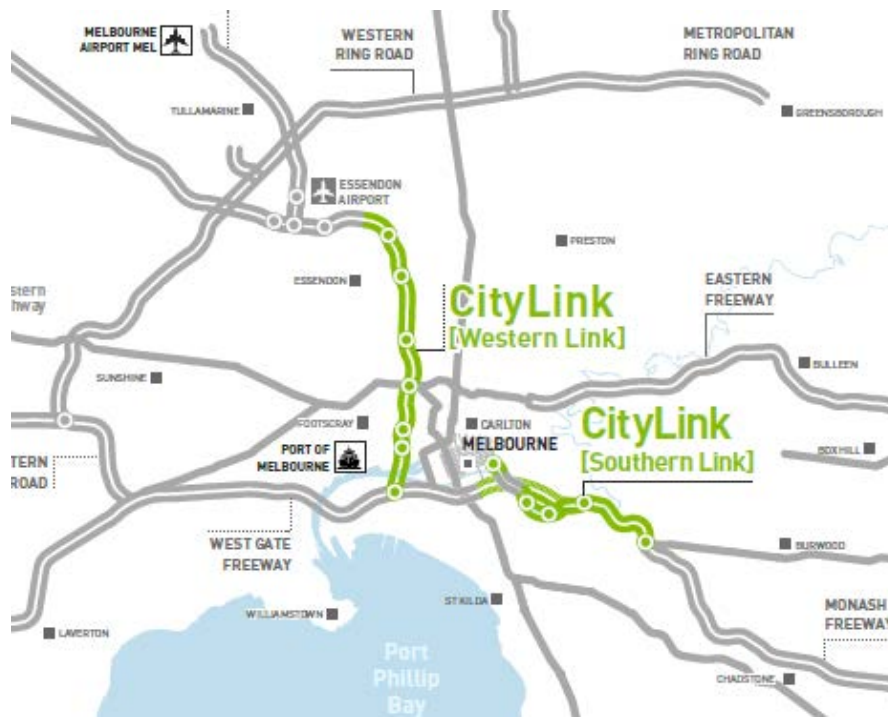 MELBOURNE
AIRPORT MEL
WESTERN
RING ROAD
METROPOLITAN
RING ROAD
TULLAMARINE
GREENSBOROUGH
ESSENDON
AIRPORT
PRESTON
ESSENDON
EASTERN
FREEWAY
stern
hway
CityLink
[Western Link]
BULLEEN
SUNSHINE
FOOTSCRAY
CARLTON
CityLink
[Southern Link]
PORT OF
MELBOURNE
MELBOURNE
BOX HILL
TERN
ROAD
WEST GATE
FREEWAY
BURWOOD
WILLIAMSTOWN
ST KILDA
MONASH
FREEWAY
LAVERTON
Port
Phillip
Bay
CHADSTONE